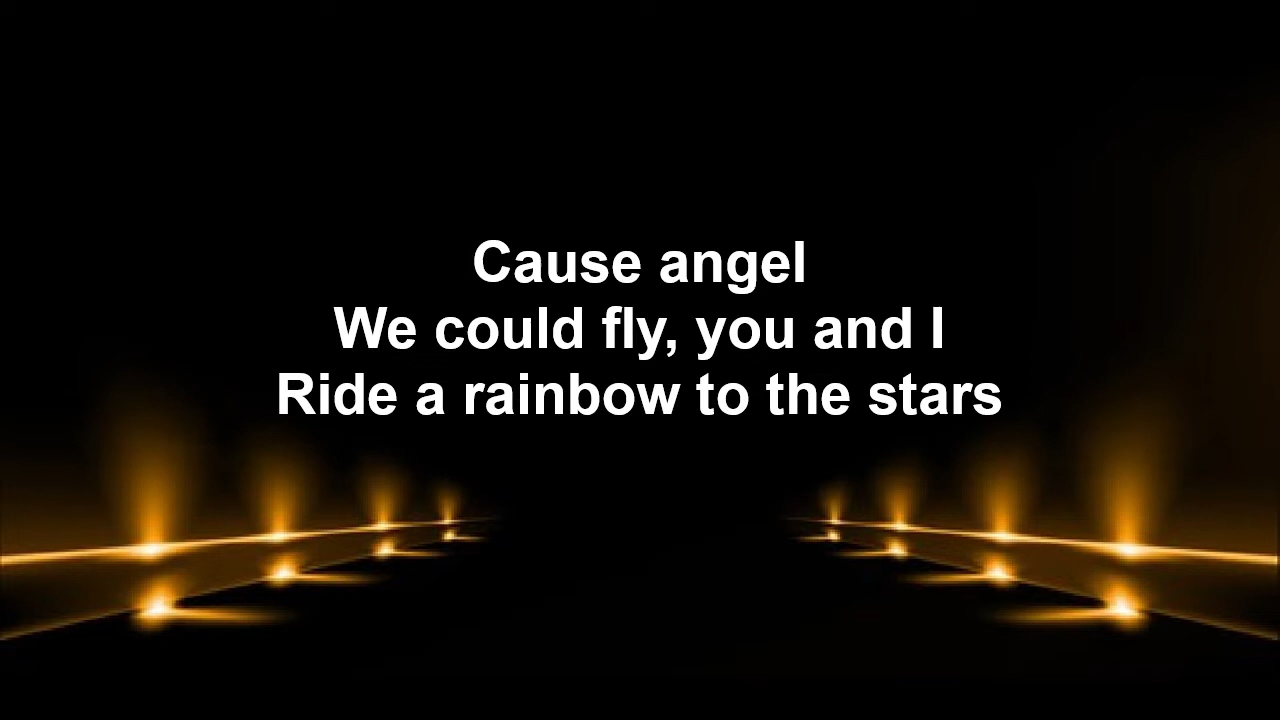 Cause angel
We could fly, you and I
Ride a rainbow to the stars